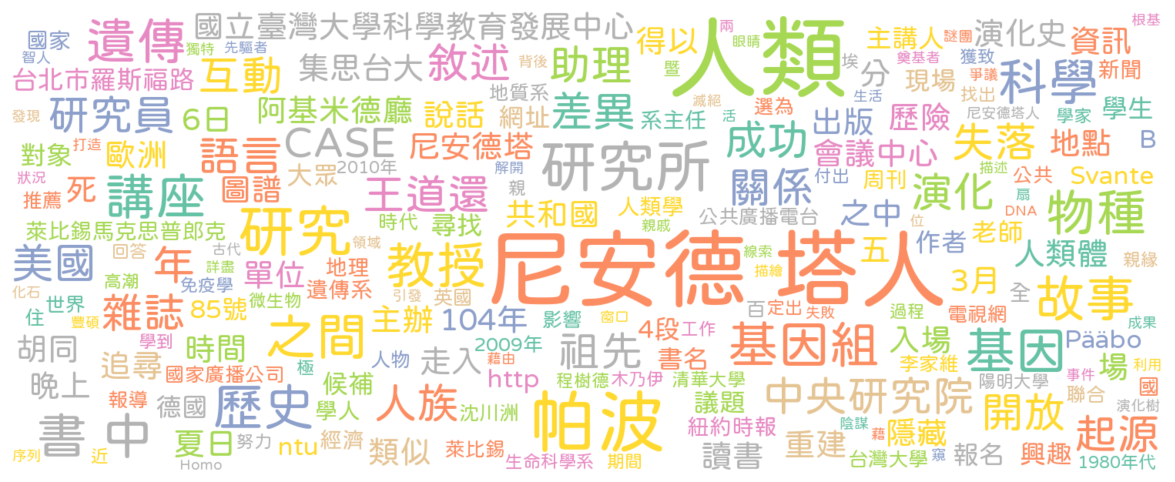 國家 遺傳 國立臺灣大學科學教育發展中心 人類 兩 主講人 謎團 演化史 根基
智人 獨特 先驅者 背後 得以 眼睛 奠基者 獲致 資訊
台北市羅斯福路 互動 集思台大 敘述 助理 暨 埃 分 現場 爭議 科學 新聞
發現 研究員 6日 阿基米德廳 地質系 說話 網址 差異 減絕 選為 活 系主任 出版 生活 歷險 找出 尼安德塔人 學家 學生
打造 對象 歐洲 語言 CASE 2010年 尼安德塔 解開 研究所 成功 會議中心 失落 地點 B
狀況 推薦 死 講座 圖譜 大眾 王道還 親 關係 付出 周刊 演化 描述 公共 Svante
萊比錫馬克思普郎克 研究 時代 尋找 共和國 人類學 親戚 公共廣播電台 之中 位 扇 DNA 物種
美國 回答 古代 年 單位 地理 領域 教授 尼安德 塔人 線索 五 作者 老師 人類體 親緣
化石 高潮 詳盡 免疫學 遺傳系 引發 英國 描繪 窗口 百 定出 失敗 過程 3月 全 電視網 故事
住 世界 豐碩 雜誌 85號 微生物 之間 主辦 104年 影響 4段 工作 基因組 入場 基因 Pääbo 成果
胡同 學到 追尋 時間 極 人物 走入 2009年 藉由 祖先 書名 李家維 場 利用
晚上 國家廣播公司 候補 http 程樹德 木乃伊 清華大學 中央研究院 陽明大學 事件 聯合 國
書 中 報導 德國 歷史 學人 人族 沈川洲 帕波 議題 紐約時報 陰謀 藉 隱藏 開放 演化樹 起源
序列 近 夏日 Homo 努力 ntu 經濟 類似 萊比錫 生命科學系 期間 讀書 重建 台灣大學 窺 報名 興趣 1980年代